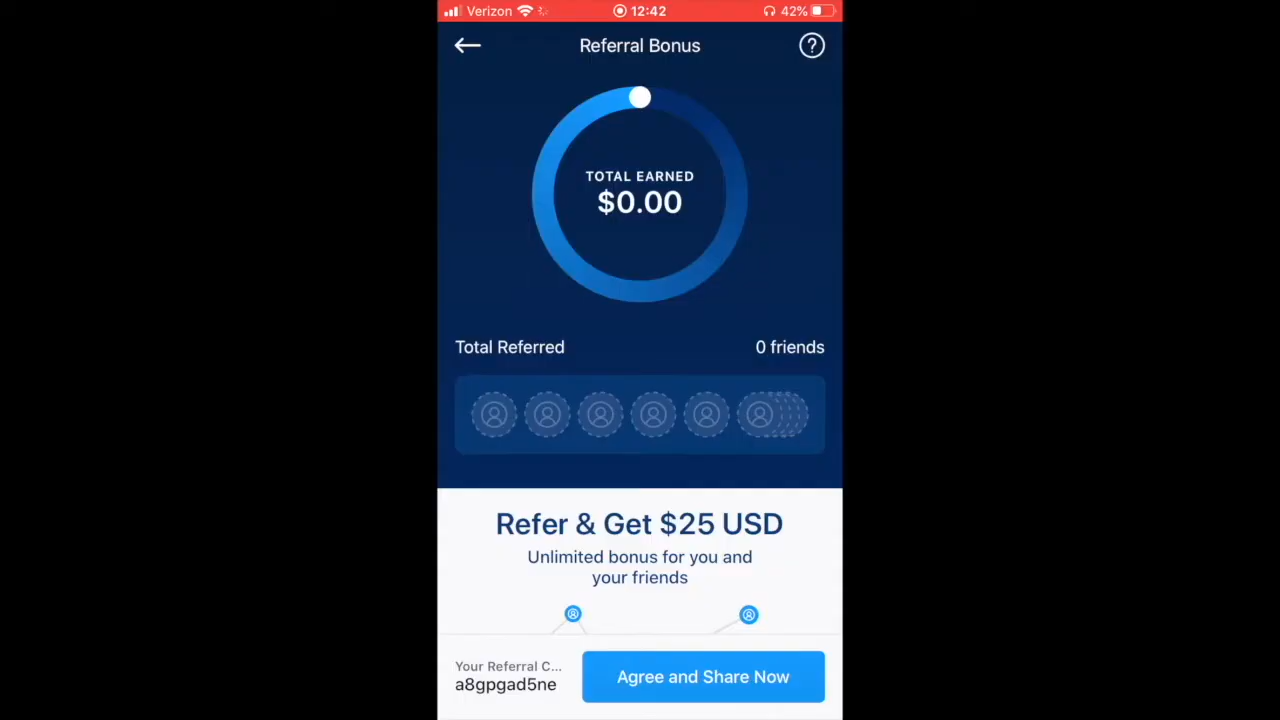 Verizon 12:42 42%
Referral Bonus ?
TOTAL EARNED
$0.00
Total Referred 0 friends
Refer & Get $25 USD
Unlimited bonus for you and
your friends
Your Referral C...
a8gpgad5ne
Agree and Share Now